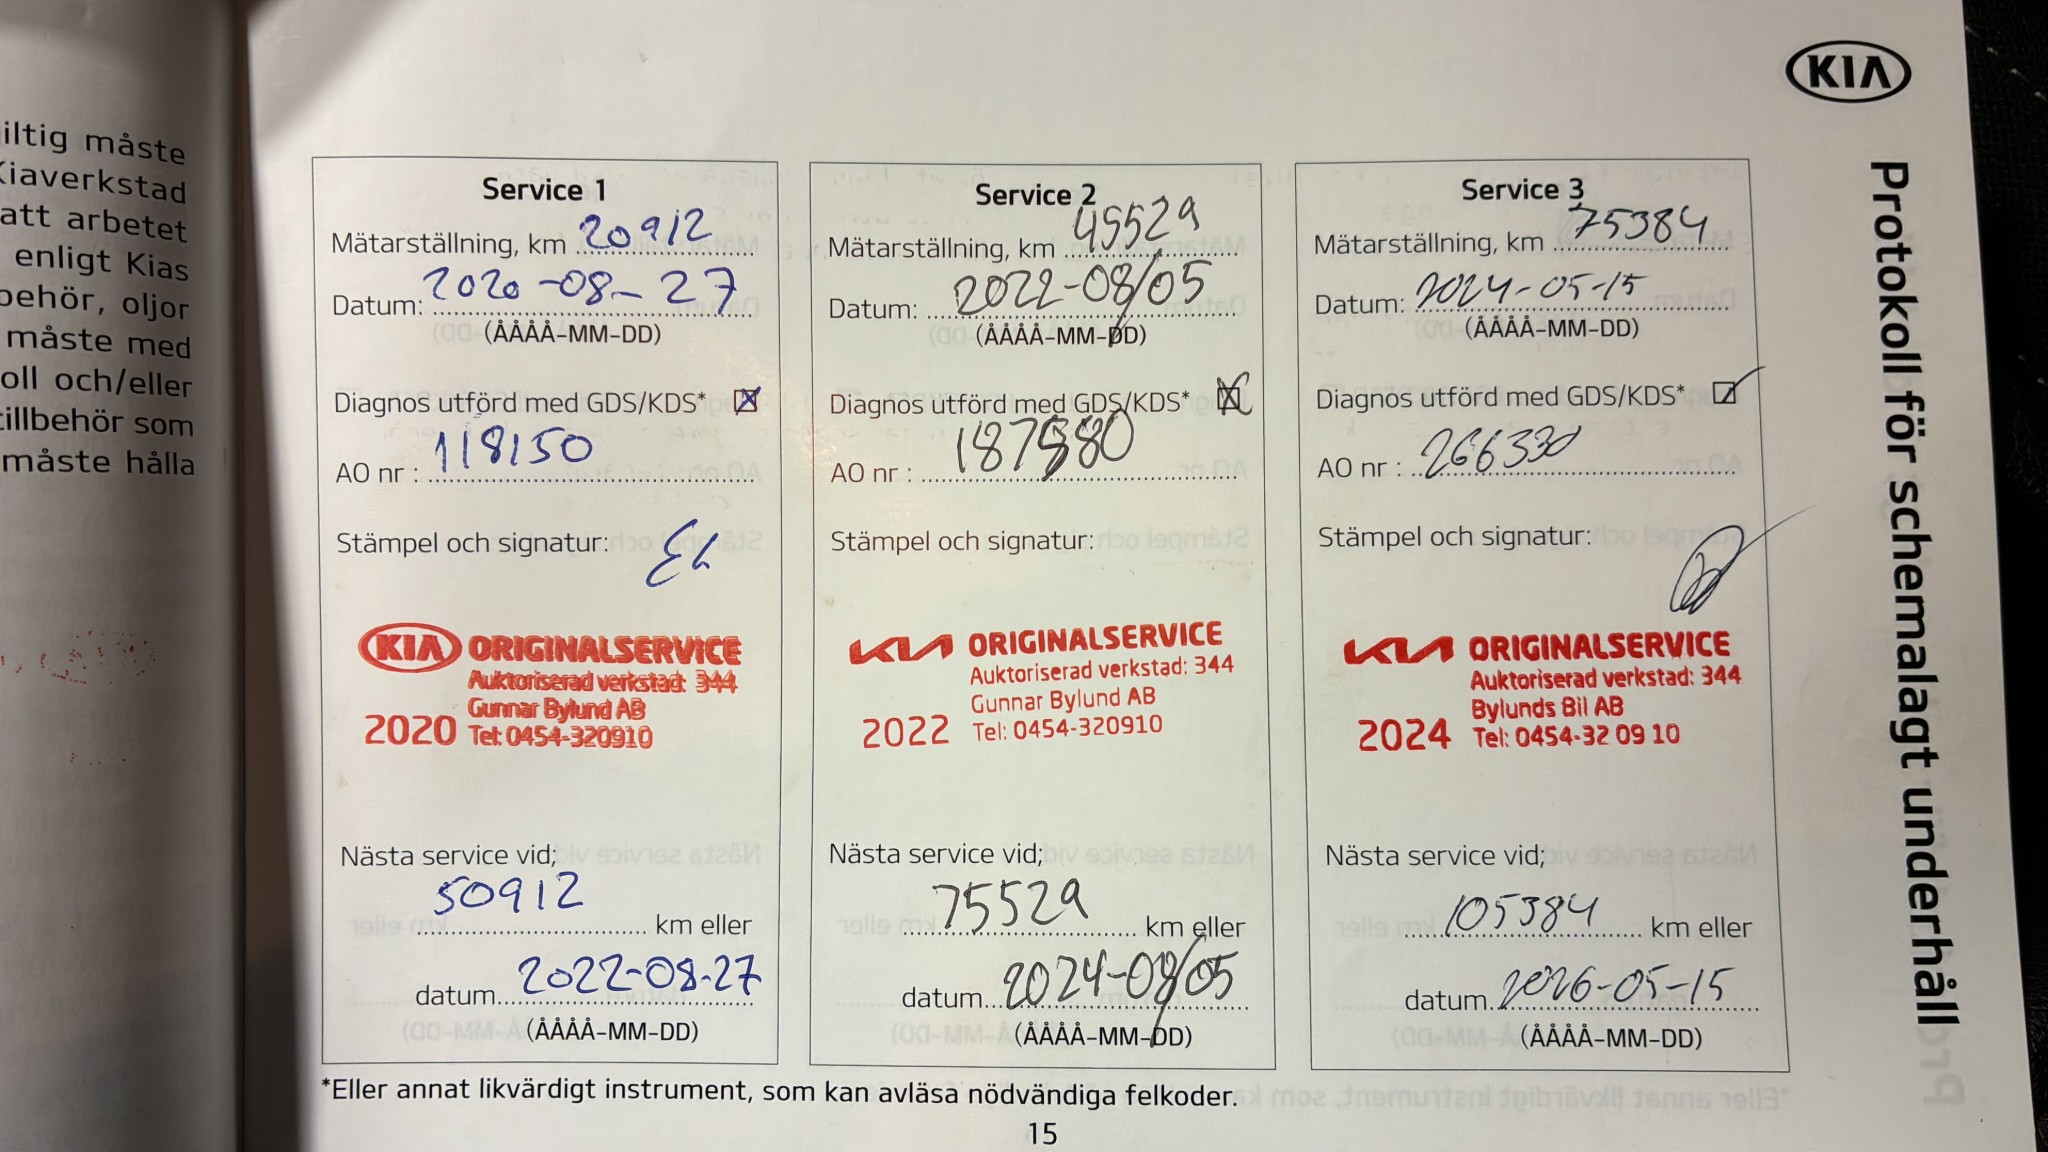 iltig måste
Kiaverkstad
att arbetet
enligt Kias
behör, oljor
måste med
oll och/eller
tillbehör som
måste hålla
KIA
Protokoll för schemalagt underhåll
Service 1
Mätarställning, km 20912
Datum: 2020-08-27
(ÅÅÅÅ-MM-DD)
Diagnos utförd med GDS/KDS*
AO nr : 118150
Stämpel och signatur:
KIA ORIGINALSERVICE
Auktoriserad verkstad: 344
Gunnar Bylund AB
2020 Tel: 0454-320910
Nästa service vid;
50912
km eller
datum 2022-08-27
(ÅÅÅÅ-MM-DD)
Service 2
Mätarställning, km 45529
Datum: 2022-08/05
(ÅÅÅÅ-MM-DD)
Diagnos utförd med GDS/KDS*
AO nr :
Stämpel och signatur:
KIA ORIGINALSERVICE
Auktoriserad verkstad: 344
Gunnar Bylund AB
2022 Tel: 0454-320910
Nästa service vid;
75529
km eller
datum 2024-08/05
(ÅÅÅÅ-MM-DD)
Service 3
Mätarställning, km 75384
Datum: 2024-05-15
(ÅÅÅÅ-MM-DD)
Diagnos utförd med GDS/KDS*
AO nr : 266330
Stämpel och signatur:
KIA ORIGINALSERVICE
Auktoriserad verkstad: 344
Bylunds Bil AB
2024 Tel: 0454-32 09 10
Nästa service vid;
105384
km eller
datum 2026-05-15
(ÅÅÅÅ-MM-DD)
*Eller annat likvärdigt instrument, som kan avläsa nödvändiga felkoder.
15